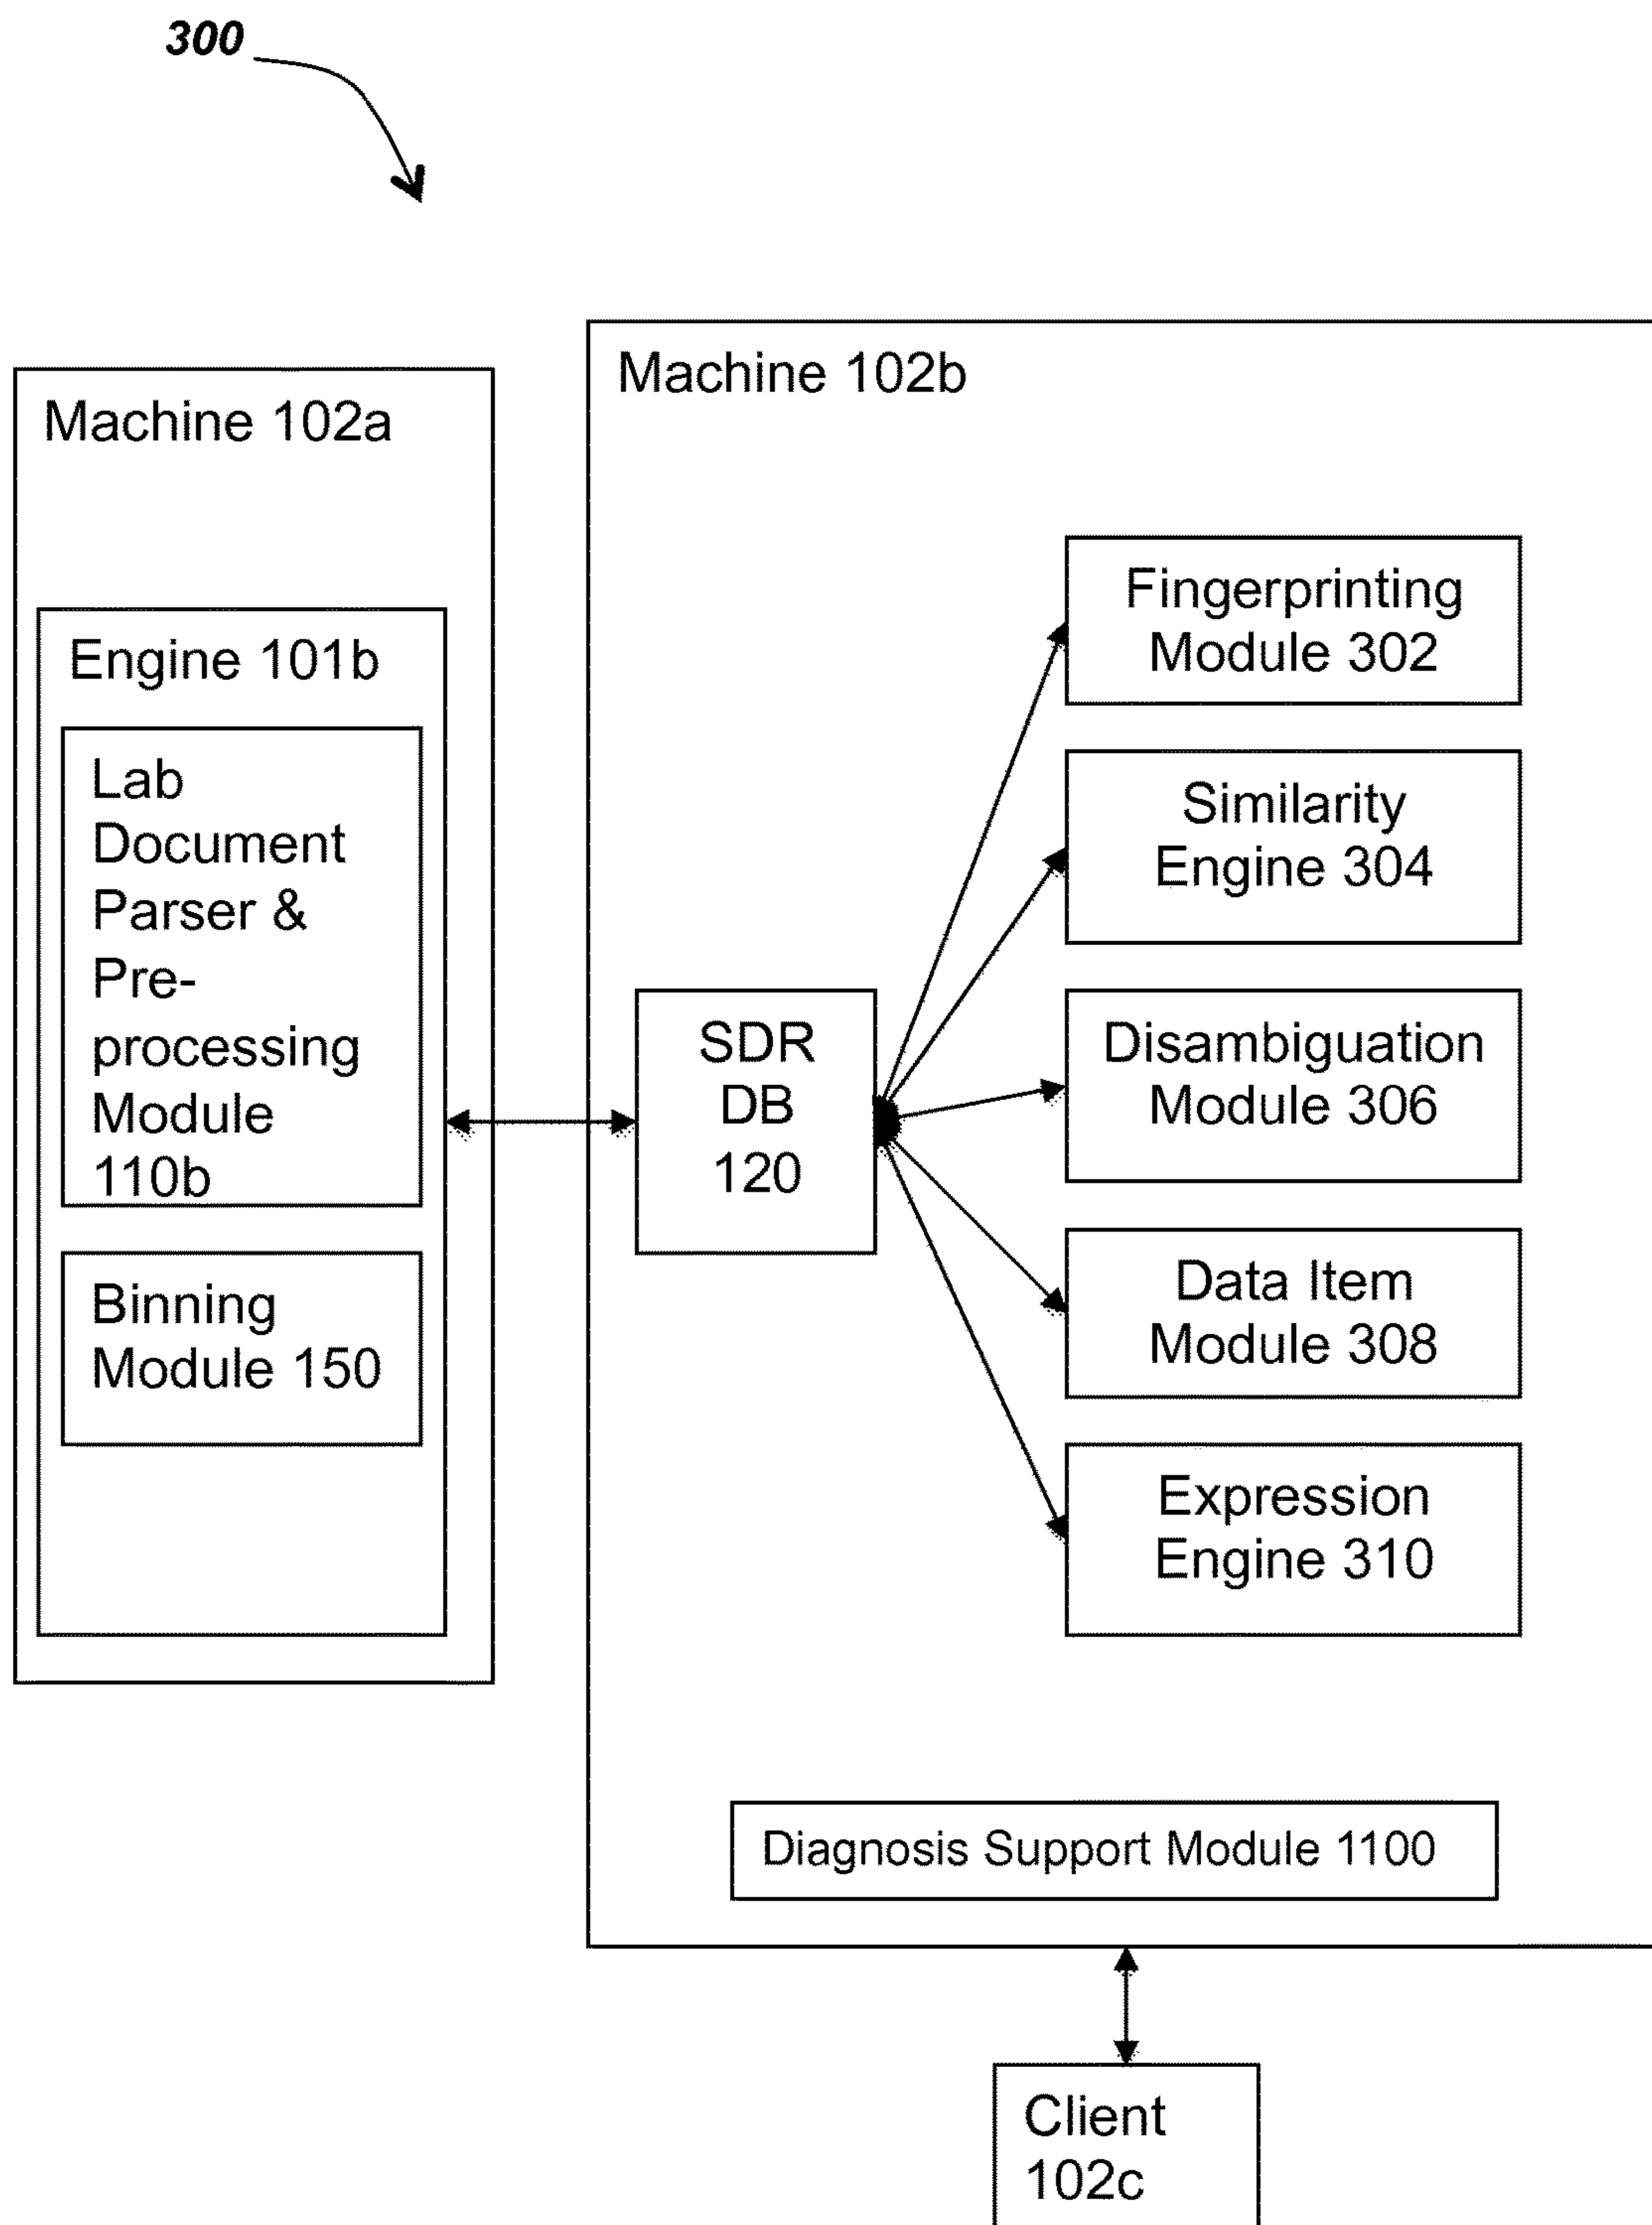 300
Machine 102a
Engine 101b
Lab
Document
Parser &
Pre-
processing
Module
110b
Binning
Module 150
Machine 102b
SDR
DB
120
Fingerprinting
Module 302
Similarity
Engine 304
Disambiguation
Module 306
Data Item
Module 308
Expression
Engine 310
Diagnosis Support Module 1100
Client
102c